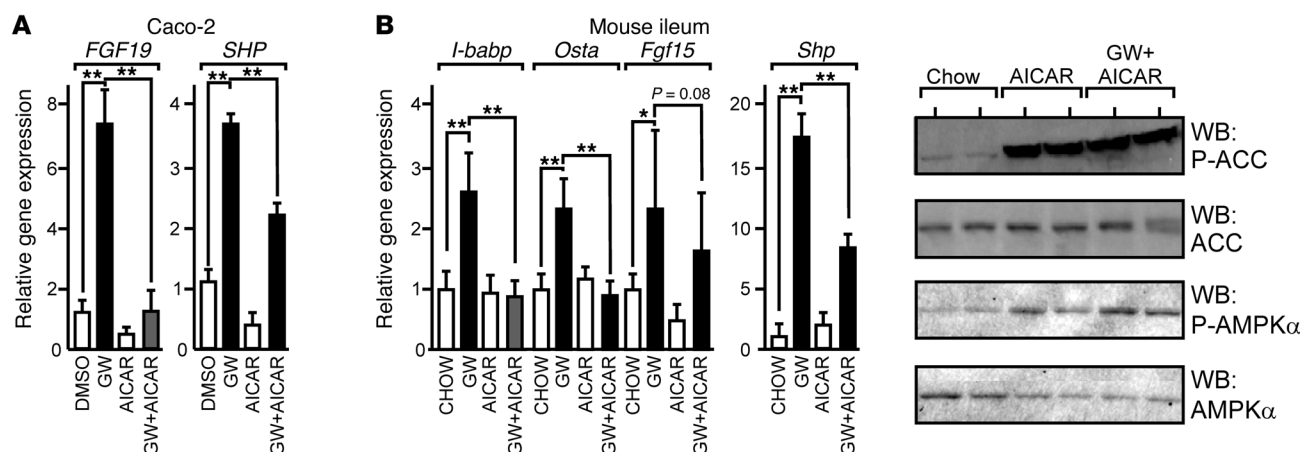 A
Caco-2
FGF19
SHP
Relative gene expression
8
6
4
2
0
** **
DMSO
GW
AICAR
GW+AICAR
4
3
2
1
0
** **
DMSO
GW
AICAR
GW+AICAR
B
Mouse ileum
I-babp
Osta
Fgf15
Shp
Relative gene expression
4
3
2
1
0
** **
** **
* P = 0.08
CHOW
GW
AICAR
GW+AICAR
CHOW
GW
AICAR
GW+AICAR
CHOW
GW
AICAR
GW+AICAR
20
15
10
5
0
** **
CHOW
GW
AICAR
GW+AICAR
Chow
AICAR
GW+
AICAR
WB:
P-ACC
WB:
ACC
WB:
P-AMPKα
WB:
AMPKα